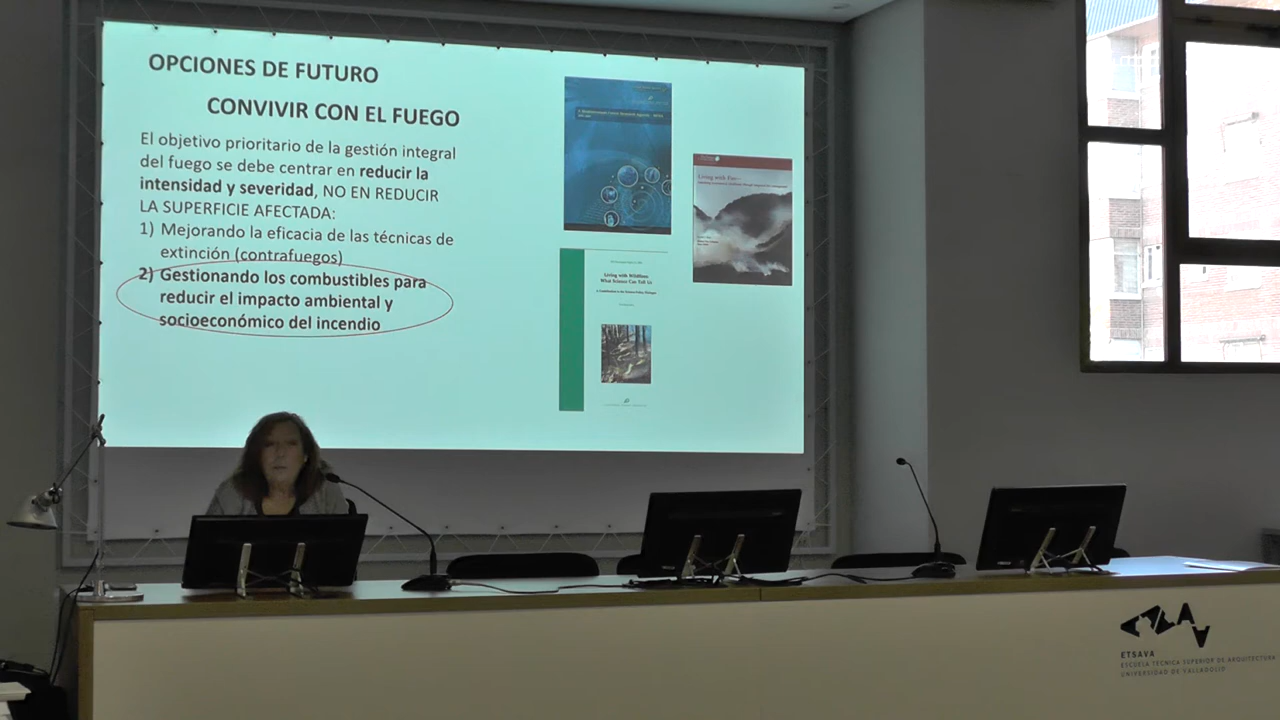 OPCIONES DE FUTURO
CONVIVIR CON EL FUEGO
El objetivo prioritario de la gestión integral
del fuego se debe centrar en reducir la
intensidad y severidad, NO EN REDUCIR
LA SUPERFICIE AFECTADA:
1) Mejorando la eficacia de las técnicas de
extinción (contrafuegos)
2) Gestionando los combustibles para
reducir el impacto ambiental y
socioeconómico del incendio
Living with Fire—
Living with Wildfires:
What Science Can Tell Us
ETSAVA
ESCUELA TÉCNICA SUPERIOR DE ARQUITECTURA
UNIVERSIDAD DE VALLADOLID